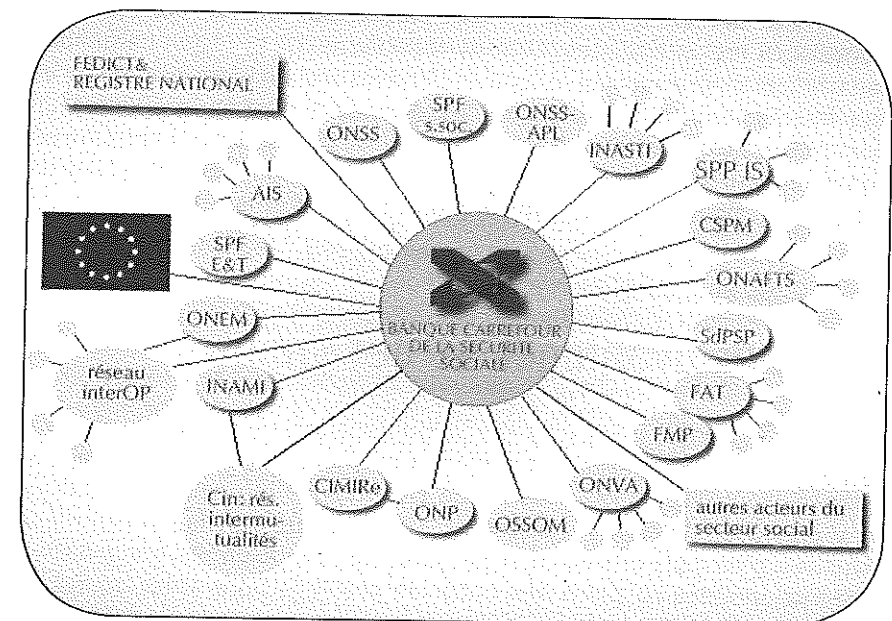 FEDICT &
REGISTRE NATIONAL
ONSS
SPF
s.soc
ONSS-
APL
INASTI
SPP IS
AIS
CSPM
SPF
E&T
ONAFTS
ONEM
BANQUE CARREFOUR
DE LA SECURITE
SOCIALE
SdPSP
réseau
interOP
INAMI
FAT
FMP
Cin: rés.
intermu-
tualités
CIMIRe
ONP
OSSOM
ONVA
autres acteurs du
secteur social